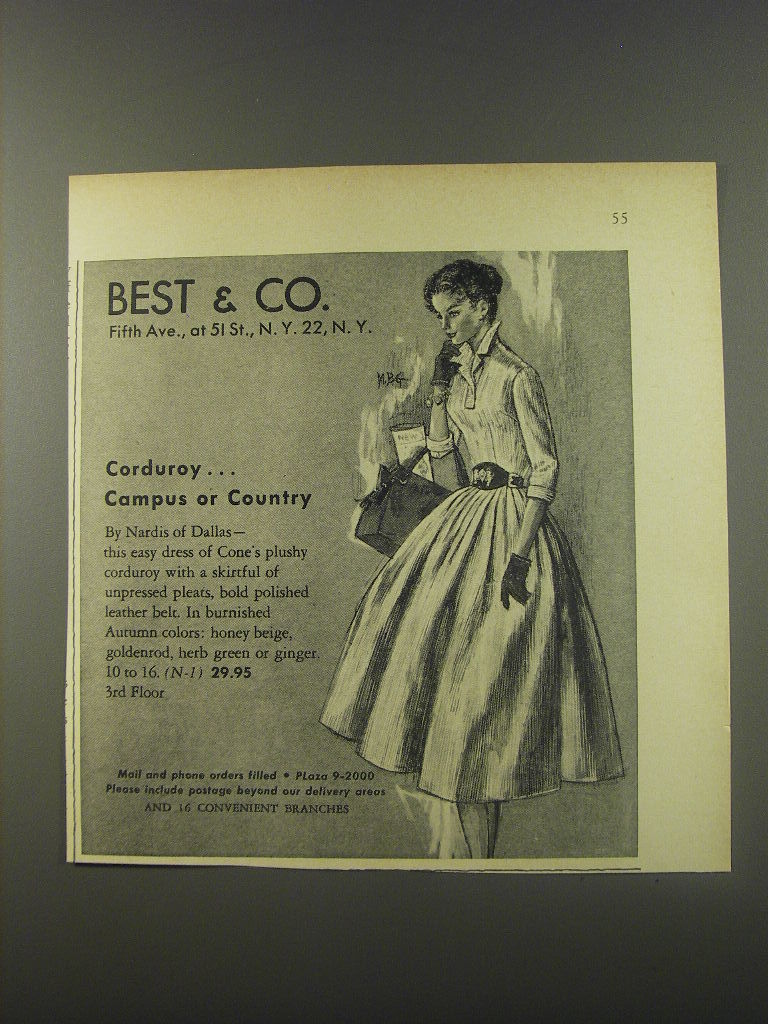 55
BEST & CO.
Fifth Ave., at 51 St., N. Y. 22, N. Y.
M.B.G
NEW
Corduroy . . .
Campus or Country
By Nardis of Dallas—
this easy dress of Cone's plushy
corduroy with a skirtful of
unpressed pleats, bold polished
leather belt. In burnished
Autumn colors: honey beige,
goldenrod, herb green or ginger.
10 to 16. (N-1) 29.95
3rd Floor
Mail and phone orders filled • PLaza 9-2000
Please include postage beyond our delivery areas
AND 16 CONVENIENT BRANCHES